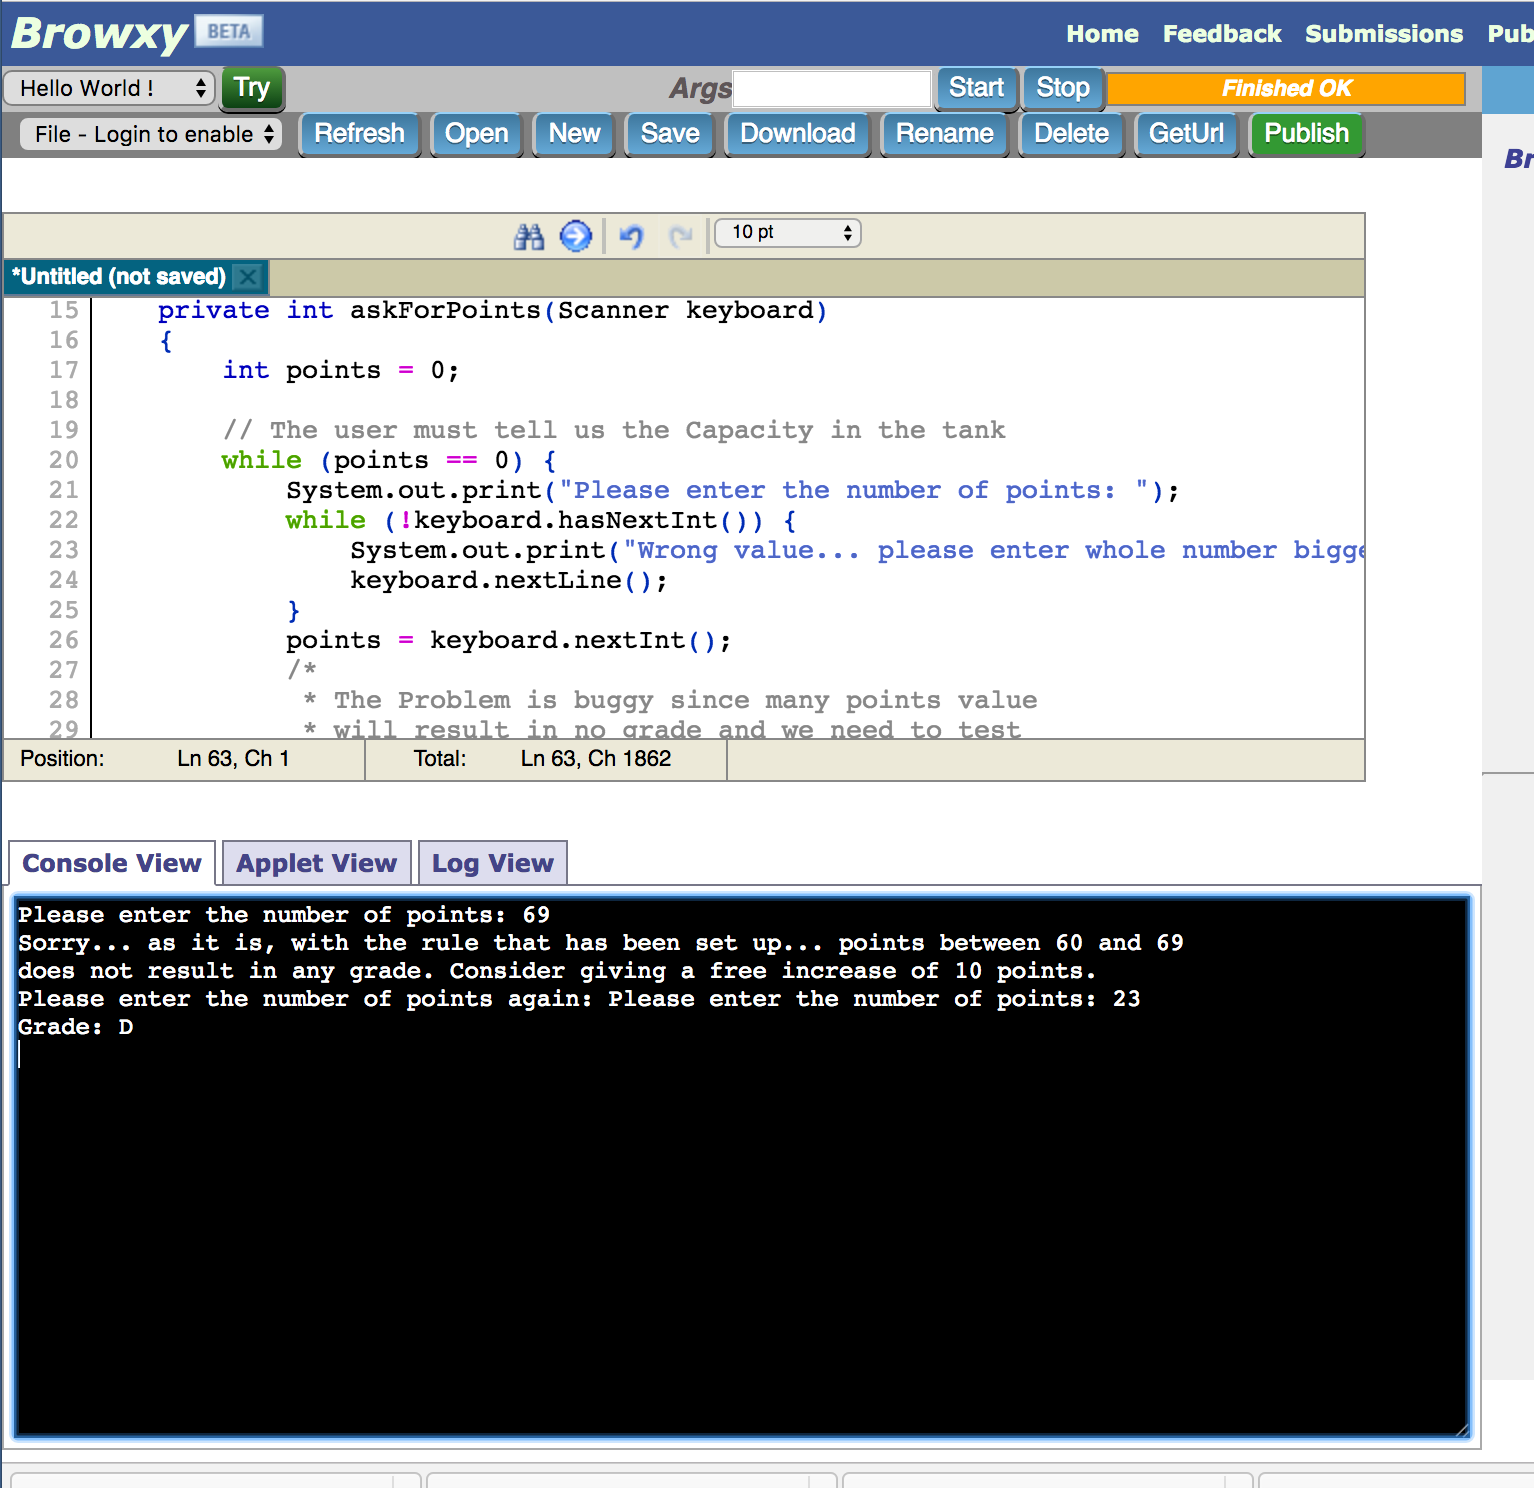 Browxy BETA
Home Feedback Submissions Pub
Hello World ! Try Args Start Stop Finished OK
File - Login to enable Refresh Open New Save Download Rename Delete GetUrl Publish
Br
10 pt
*Untitled (not saved)
15 private int askForPoints(Scanner keyboard)
16 {
17 int points = 0;
18
19 // The user must tell us the Capacity in the tank
20 while (points == 0) {
21 System.out.print("Please enter the number of points: ");
22 while (!keyboard.hasNextInt()) {
23 System.out.print("Wrong value... please enter whole number bigge
24 keyboard.nextLine();
25 }
26 points = keyboard.nextInt();
27 /*
28 * The Problem is buggy since many points value
29 * will result in no grade and we need to test
Position: Ln 63, Ch 1 Total: Ln 63, Ch 1862
Console View Applet View Log View
Please enter the number of points: 69
Sorry... as it is, with the rule that has been set up... points between 60 and 69
does not result in any grade. Consider giving a free increase of 10 points.
Please enter the number of points again: Please enter the number of points: 23
Grade: D